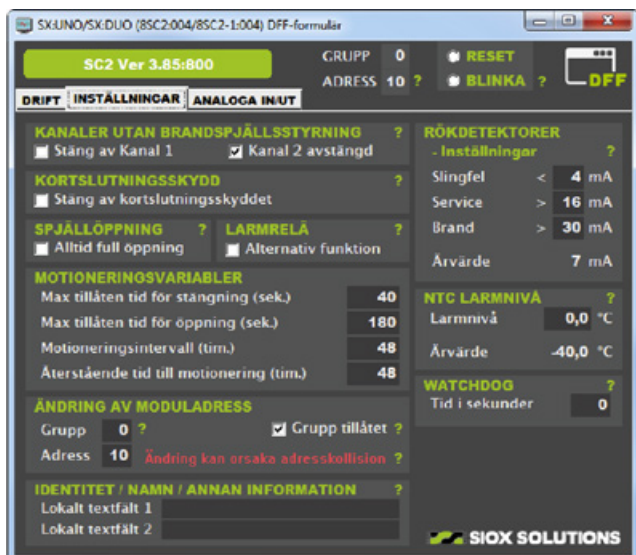 SX:UNO/SX:DUO (8SC2:004/8SC2-1:004) DFF-formulär
SC2 Ver 3.85:800
GRUPP 0
ADRESS 10 ?
RESET
BLINKA ?
DFF
DRIFT INSTÄLLNINGAR ANALOGA IN/UT
KANALER UTAN BRANDSPJÄLLSSTYRNING ?
Stäng av Kanal 1 Kanal 2 avstängd
KORTSLUTNINGSSKYDD ?
Stäng av kortslutningsskyddet
SPJÄLLÖPPNING ? LARMRELÄ ?
Alltid full öppning Alternativ funktion
MOTIONERINGSVARIABLER
Max tillåten tid för stängning (sek.) 40
Max tillåten tid för öppning (sek.) 180
Motioneringsintervall (tim.) 48
Återstående tid till motionering (tim.) 48
ÄNDRING AV MODULADRESS
Grupp 0 ? Grupp tillåtet ?
Adress 10 Ändring kan orsaka adresskollision ?
IDENTITET / NAMN / ANNAN INFORMATION ?
Lokalt textfält 1
Lokalt textfält 2
RÖKDETEKTORER
- Inställningar ?
Slingfel < 4 mA
Service > 16 mA
Brand > 30 mA
Ärvärde 7 mA
NTC LARMNIVÅ ?
Larmnivå 0,0 °C
Ärvärde -40,0 °C
WATCHDOG ?
Tid i sekunder 0
SIOX SOLUTIONS